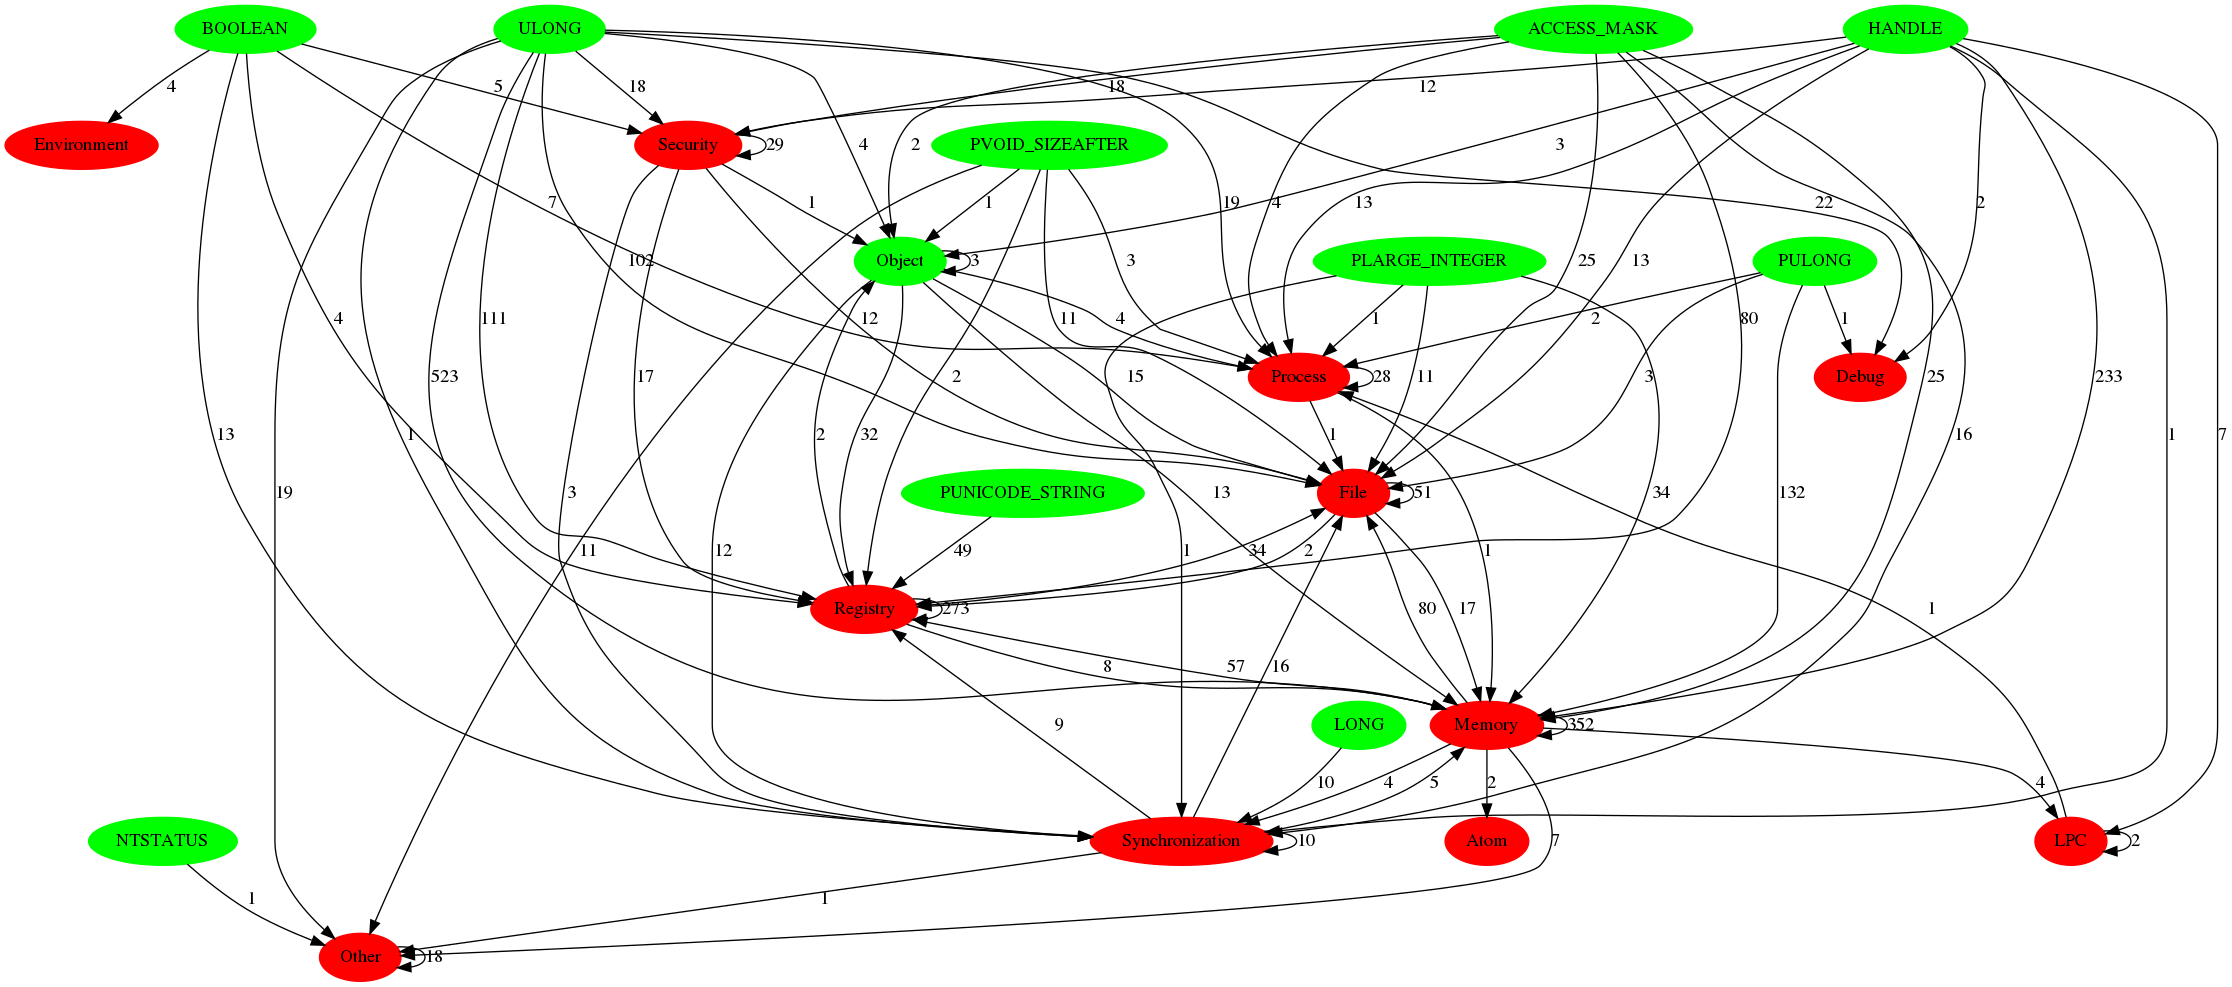 BOOLEAN ULONG ACCESS_MASK HANDLE
4 5 18 18 12
Environment Security 29 PVOID_SIZEAFTER
4 2 3
1 1 7 19 4 13 22 2
102 Object 3 3 PLARGE_INTEGER 25 13 PULONG
4 111 12 11 4 1 2 80 1
523 17 2 15 Process 28 11 3 Debug 25 233
13 1 2 32 1 16 1 7
19 3 PUNICODE_STRING 13 File 51 34 132
11 12 49 1 34 2 1
Registry 273 80 17 1
8 57 16
9 LONG Memory 352
10 4 5 2 4
NTSTATUS Synchronization 10 Atom 7 LPC 2
1 1
Other 18